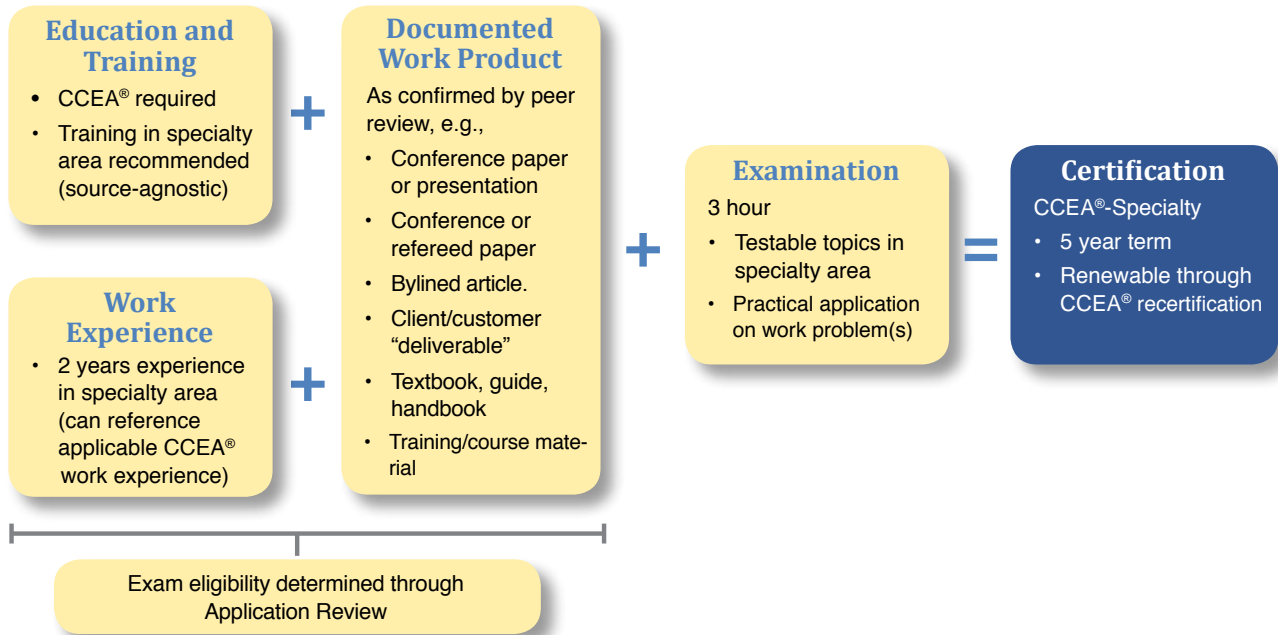 Education and
Training
• CCEA® required
• Training in specialty
area recommended
(source-agnostic)
+
Work
Experience
• 2 years experience
in specialty area
(can reference
applicable CCEA®
work experience)
+
Documented
Work Product
As confirmed by peer
review, e.g.,
• Conference paper
or presentation
• Conference or
refereed paper
• Bylined article.
• Client/customer
“deliverable”
• Textbook, guide,
handbook
• Training/course mate-
rial
+
Examination
3 hour
• Testable topics in
specialty area
• Practical application
on work problem(s)
=
Certification
CCEA®-Specialty
• 5 year term
• Renewable through
CCEA® recertification
Exam eligibility determined through
Application Review